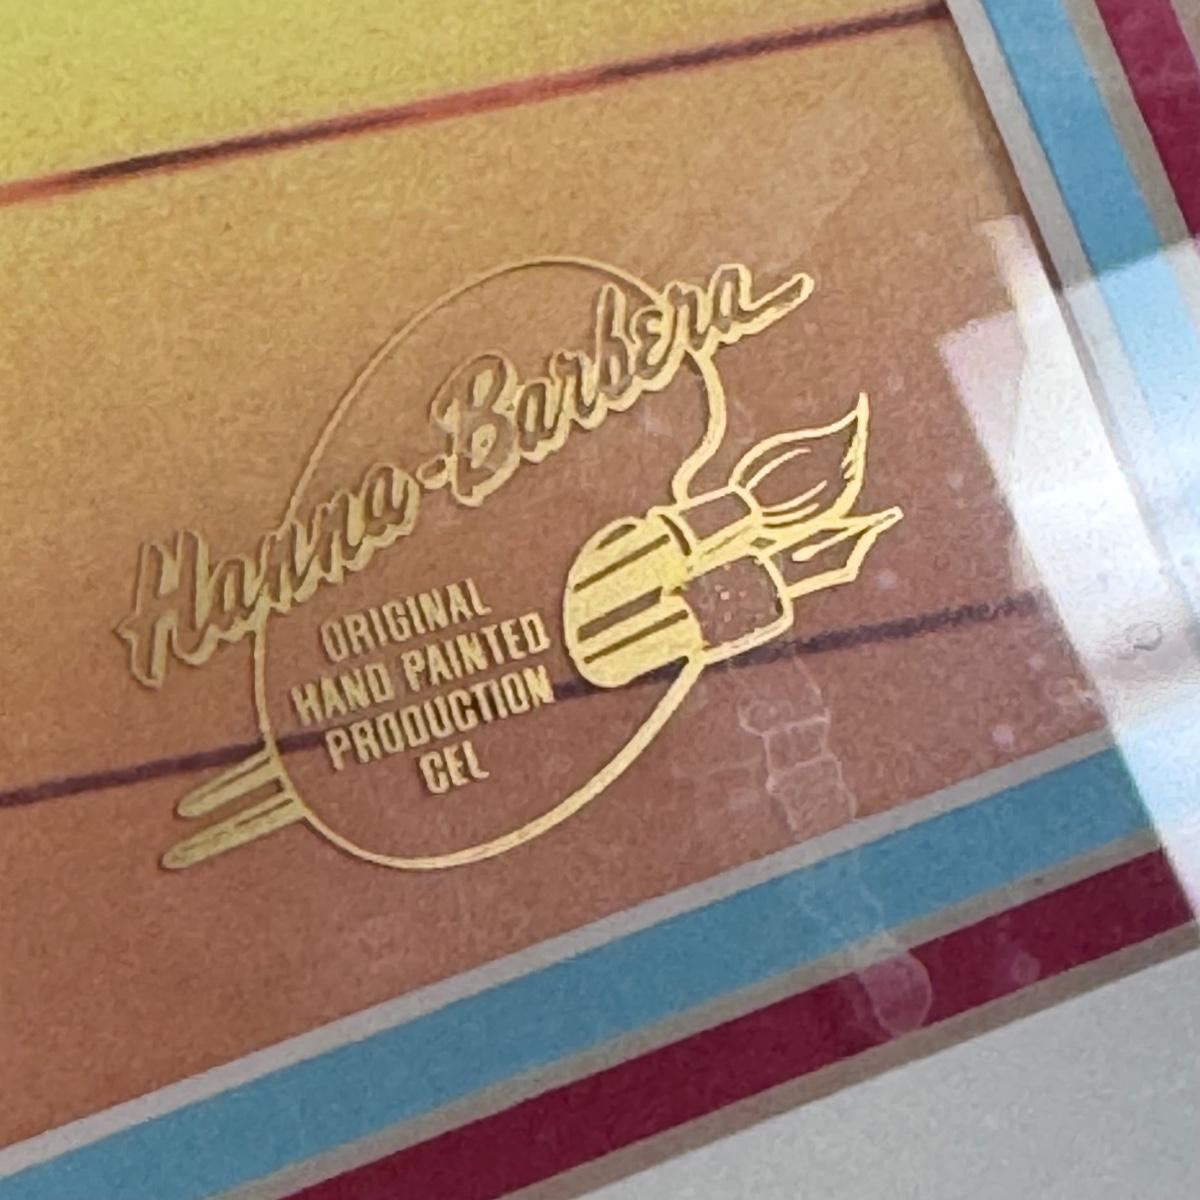 Hanna-Barbera
ORIGINAL
HAND PAINTED
PRODUCTION
CEL